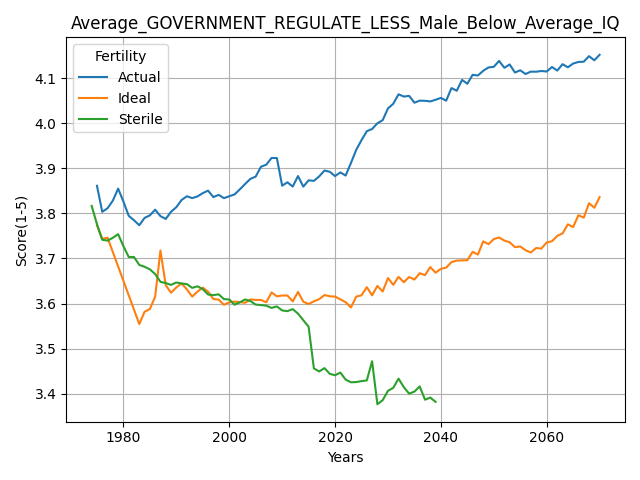 Average_GOVERNMENT_REGULATE_LESS_Male_Below_Average_IQ
Fertility
Actual
Ideal
Sterile
Score(1-5)
4.1
4.0
3.9
3.8
3.7
3.6
3.5
3.4
1980 2000 2020 2040 2060
Years